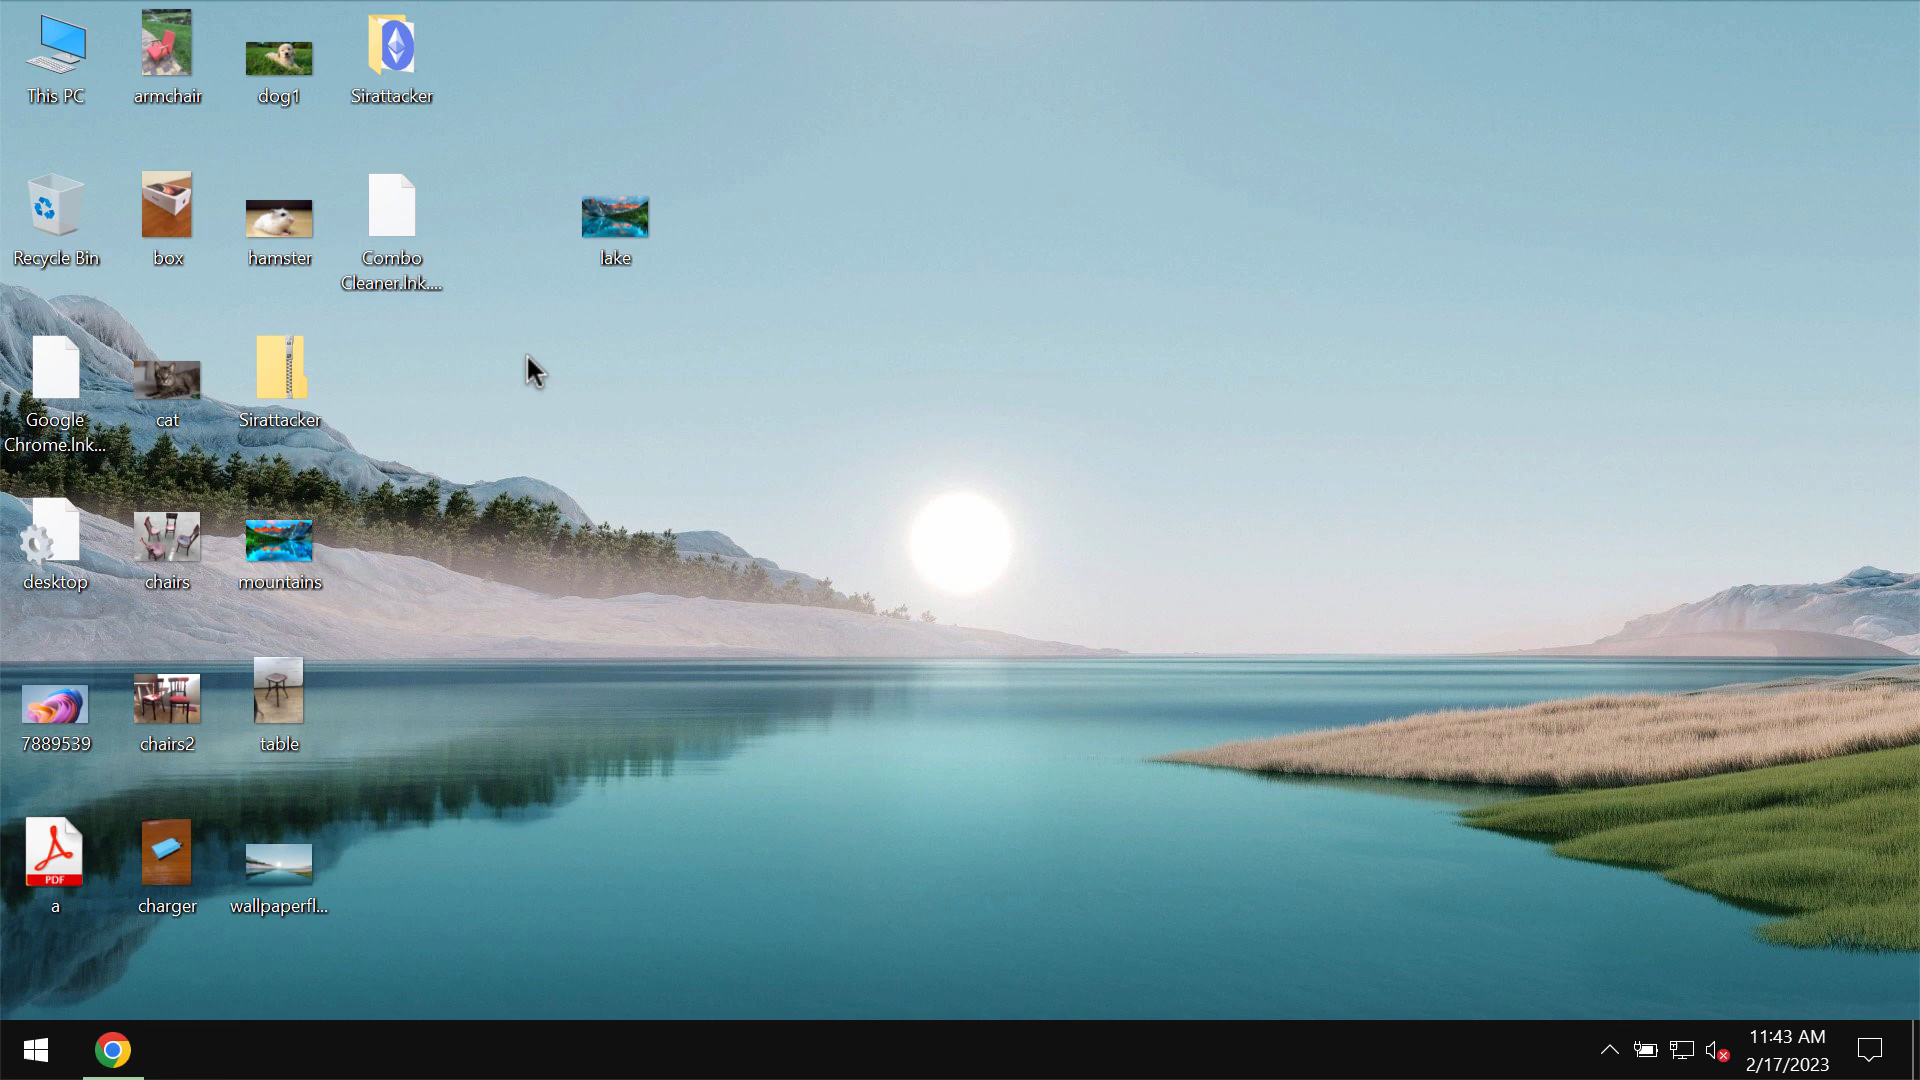 This PC
armchair
dog1
Sirattacker
Recycle Bin
box
hamster
Combo
Cleaner.lnk....
lake
Google
Chrome.lnk...
cat
Sirattacker
desktop
chairs
mountains
7889539
chairs2
table
PDF
a
charger
wallpaperfl...
11:43 AM
2/17/2023